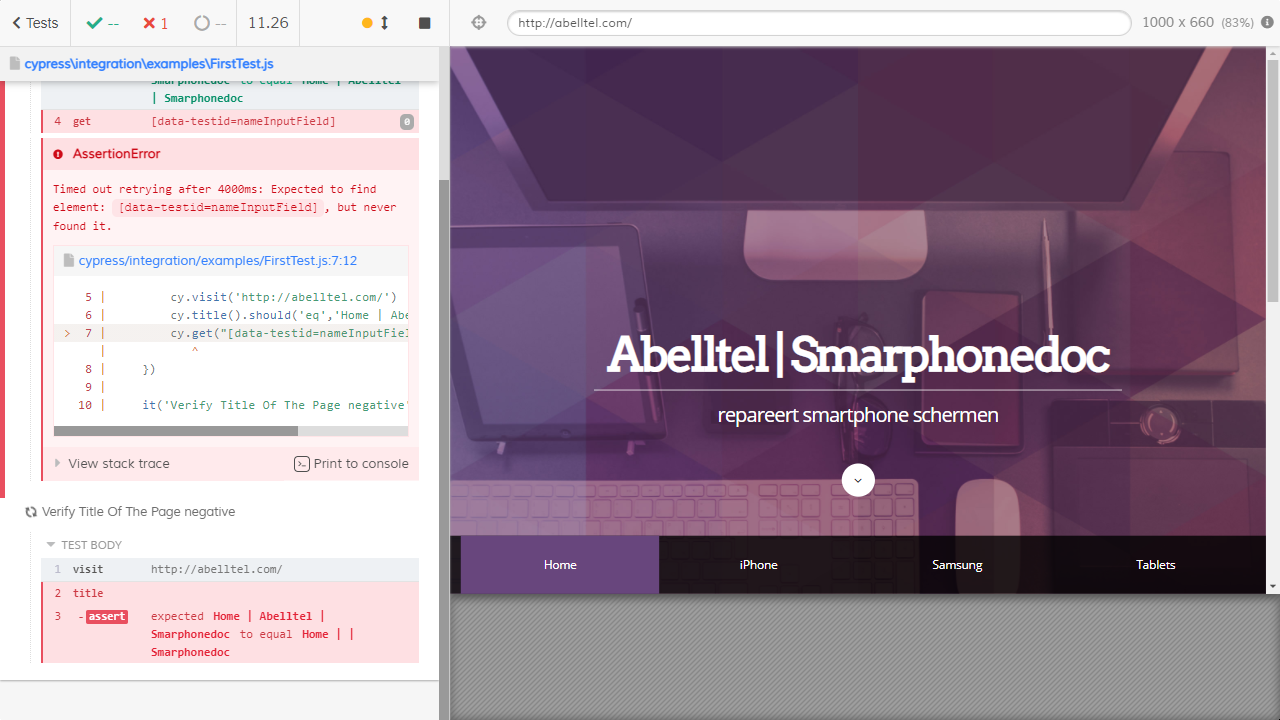 Tests
--
1
--
11.26
http://abelltel.com/
1000 x 660 (83%)
cypress\integration\examples\FirstTest.js
Smarphonedoc to equal Home | Abelltel
| Smarphonedoc
4 get [data-testid=nameInputField] 0
AssertionError
Timed out retrying after 4000ms: Expected to find
element: [data-testid=nameInputField], but never
found it.
cypress/integration/examples/FirstTest.js:7:12
5 | cy.visit('http://abelltel.com/')
6 | cy.title().should('eq','Home | Abe
> 7 | cy.get("[data-testid=nameInputFiel
| ^
8 | })
9 |
10 | it('Verify Title Of The Page negative'
View stack trace
Print to console
Verify Title Of The Page negative
TEST BODY
1 visit http://abelltel.com/
2 title
3 -assert expected Home | Abelltel |
Smarphonedoc to equal Home | |
Smarphonedoc
Abelltel | Smarphonedoc
repareert smartphone schermen
Home
iPhone
Samsung
Tablets